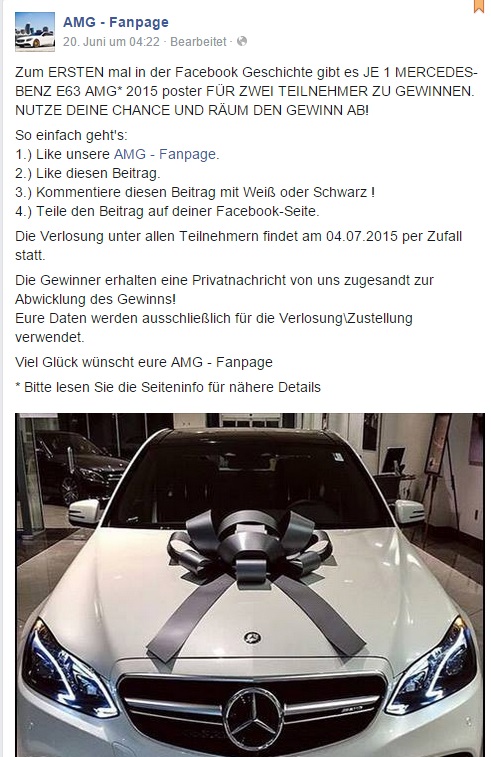 AMG - Fanpage
20. Juni um 04:22 · Bearbeitet ·
Zum ERSTEN mal in der Facebook Geschichte gibt es JE 1 MERCEDES-
BENZ E63 AMG* 2015 poster FÜR ZWEI TEILNEHMER ZU GEWINNEN.
NUTZE DEINE CHANCE UND RÄUM DEN GEWINN AB!
So einfach geht's:
1.) Like unsere AMG - Fanpage.
2.) Like diesen Beitrag.
3.) Kommentiere diesen Beitrag mit Weiß oder Schwarz !
4.) Teile den Beitrag auf deiner Facebook-Seite.
Die Verlosung unter allen Teilnehmern findet am 04.07.2015 per Zufall
statt.
Die Gewinner erhalten eine Privatnachricht von uns zugesandt zur
Abwicklung des Gewinns!
Eure Daten werden ausschließlich für die Verlosung\Zustellung
verwendet.
Viel Glück wünscht eure AMG - Fanpage
* Bitte lesen Sie die Seiteninfo für nähere Details